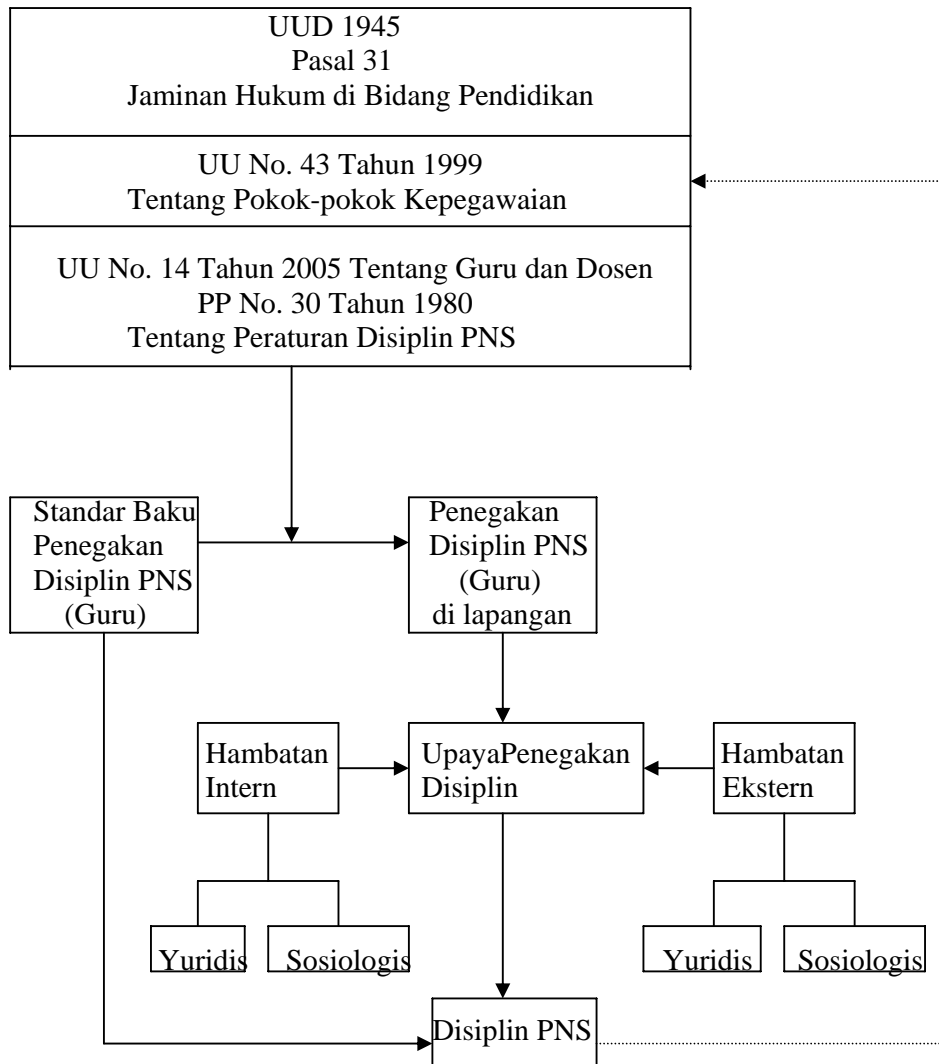 UUD 1945
Pasal 31
Jaminan Hukum di Bidang Pendidikan
UU No. 43 Tahun 1999
Tentang Pokok-pokok Kepegawaian
UU No. 14 Tahun 2005 Tentang Guru dan Dosen
PP No. 30 Tahun 1980
Tentang Peraturan Disiplin PNS
Standar Baku
Penegakan
Disiplin PNS
(Guru)
Penegakan
Disiplin PNS
(Guru)
di lapangan
Hambatan
Intern
UpayaPenegakan
Disiplin
Hambatan
Ekstern
Yuridis
Sosiologis
Yuridis
Sosiologis
Disiplin PNS